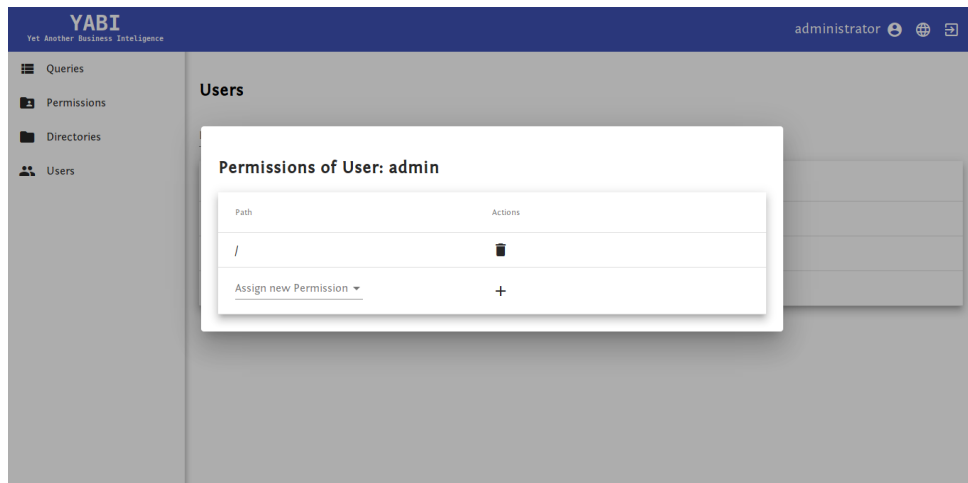 YABI
Yet Another Business Inteligence
administrator
Queries
Permissions
Directories
Users
Users
Permissions of User: admin
Path Actions
/
Assign new Permission